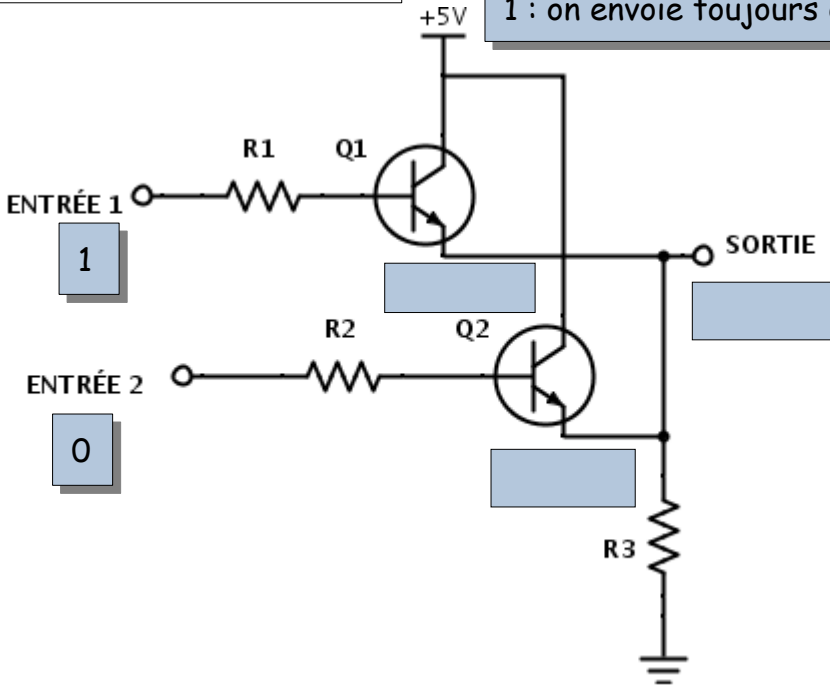 +5V
1 : on envoie toujours
R1
Q1
ENTRÉE 1
1
SORTIE
R2
Q2
ENTRÉE 2
0
R3